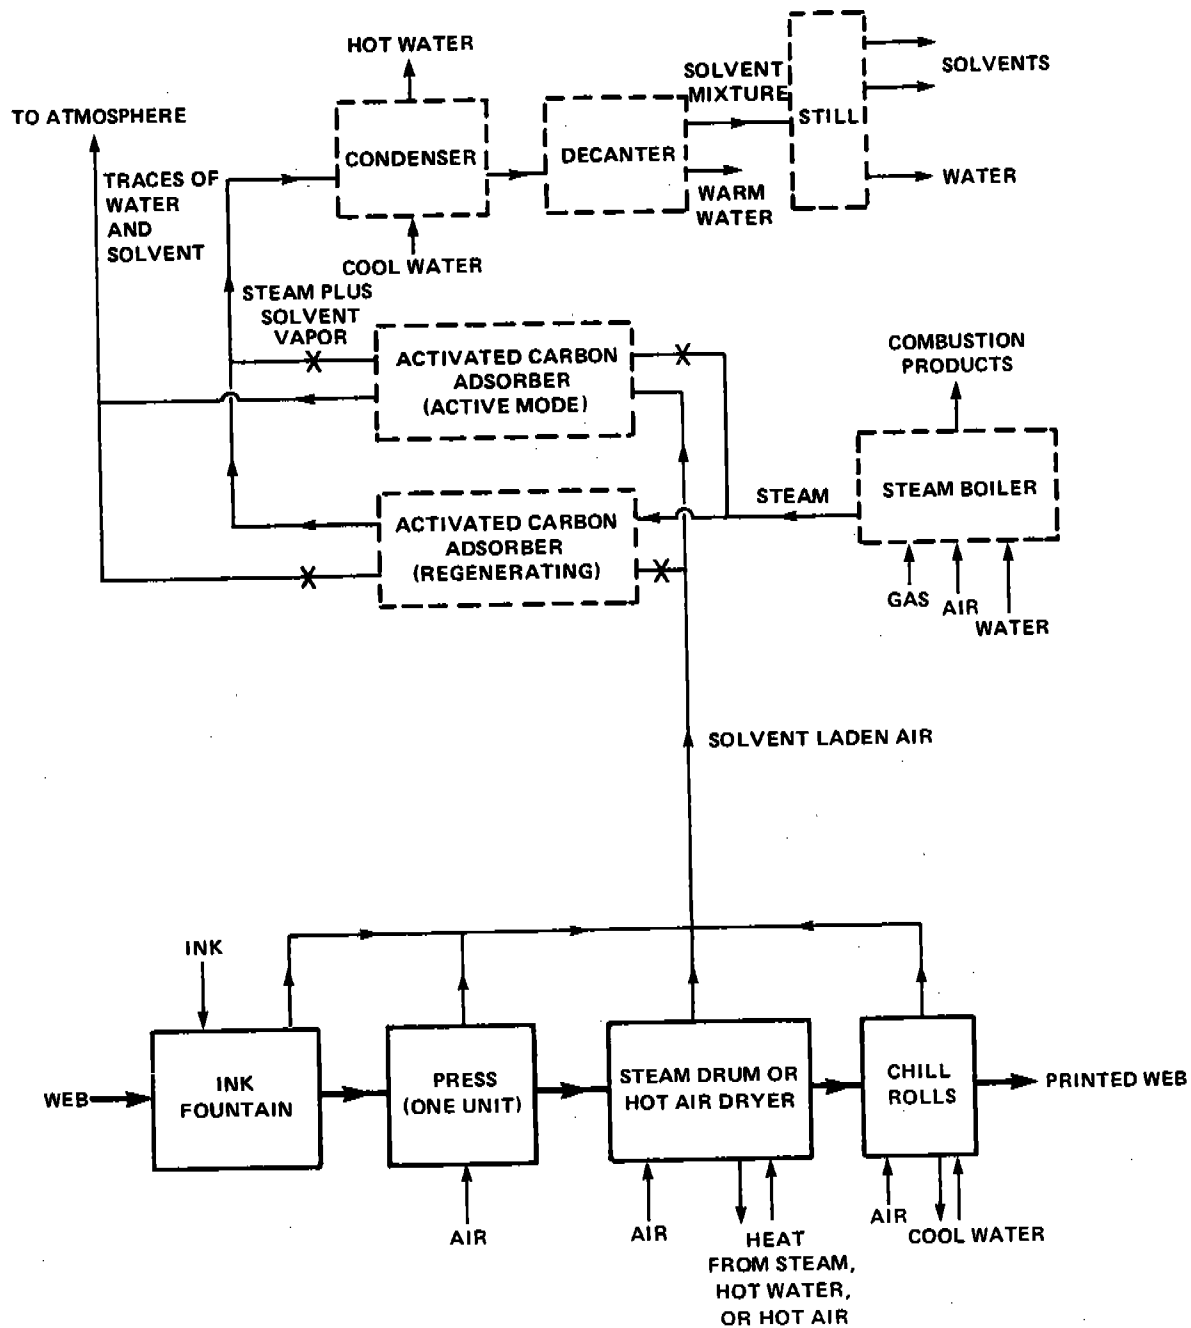 HOT WATER
TO ATMOSPHERE
TRACES OF
WATER
AND
SOLVENT
CONDENSER
COOL WATER
DECANTER
SOLVENT
MIXTURE
WARM
WATER
STILL
SOLVENTS
WATER
STEAM PLUS
SOLVENT
VAPOR
ACTIVATED CARBON
ADSORBER
(ACTIVE MODE)
ACTIVATED CARBON
ADSORBER
(REGENERATING)
COMBUSTION
PRODUCTS
STEAM
STEAM BOILER
GAS
AIR
WATER
SOLVENT LADEN AIR
INK
WEB
INK
FOUNTAIN
PRESS
(ONE UNIT)
AIR
STEAM DRUM OR
HOT AIR DRYER
AIR
HEAT
FROM STEAM,
HOT WATER,
OR HOT AIR
CHILL
ROLLS
AIR
COOL WATER
PRINTED WEB